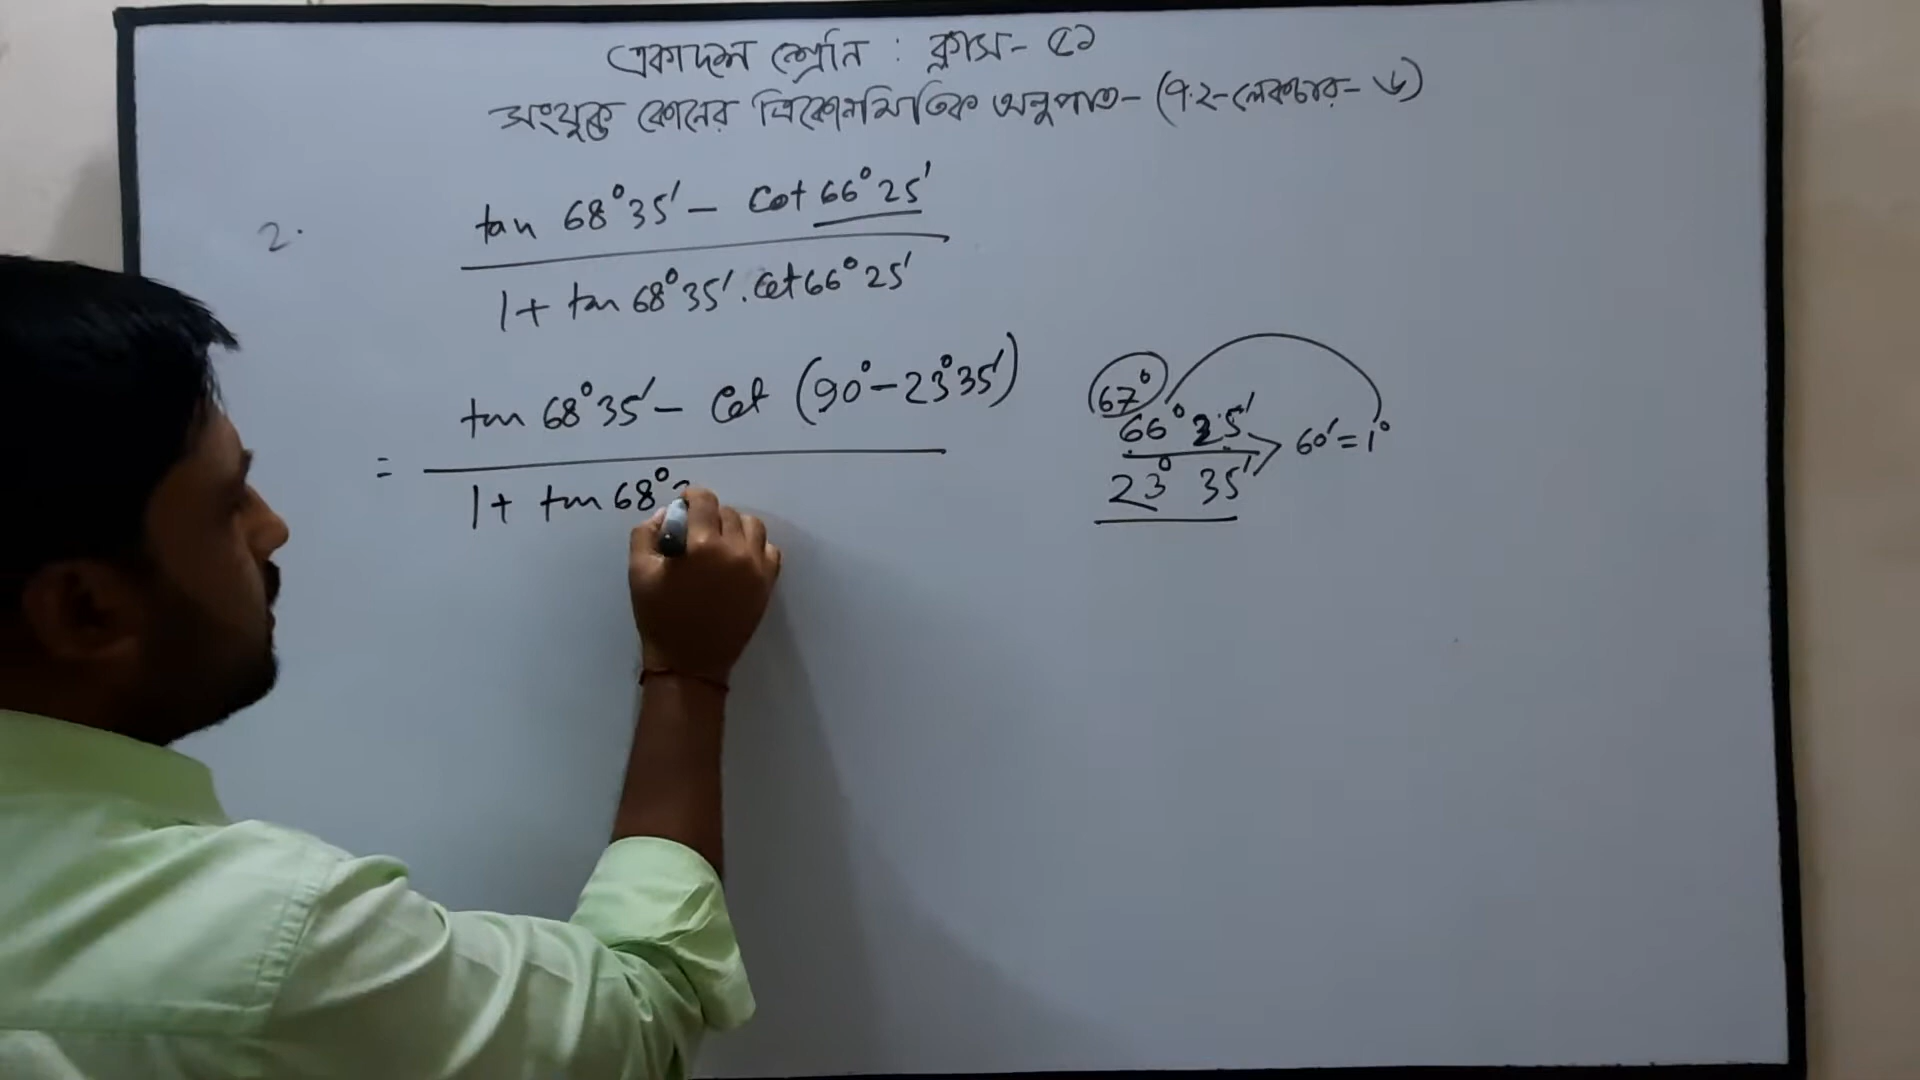 একাদশ শ্রেনি : ক্লাস- ৫১
সংযুক্ত কোনের ত্রিকোনমিতিক অনুপাত- (৭.২-লেকচার- ৬)
2. tan 68°35′ - Cot 66°25′
1 + tan 68°35′ . Cot 66°25′
tan 68°35′ - Cot (90° - 23°35′)
=
1 + tan 68°
67°
66° 25′ > 60′ = 1°
23° 35′